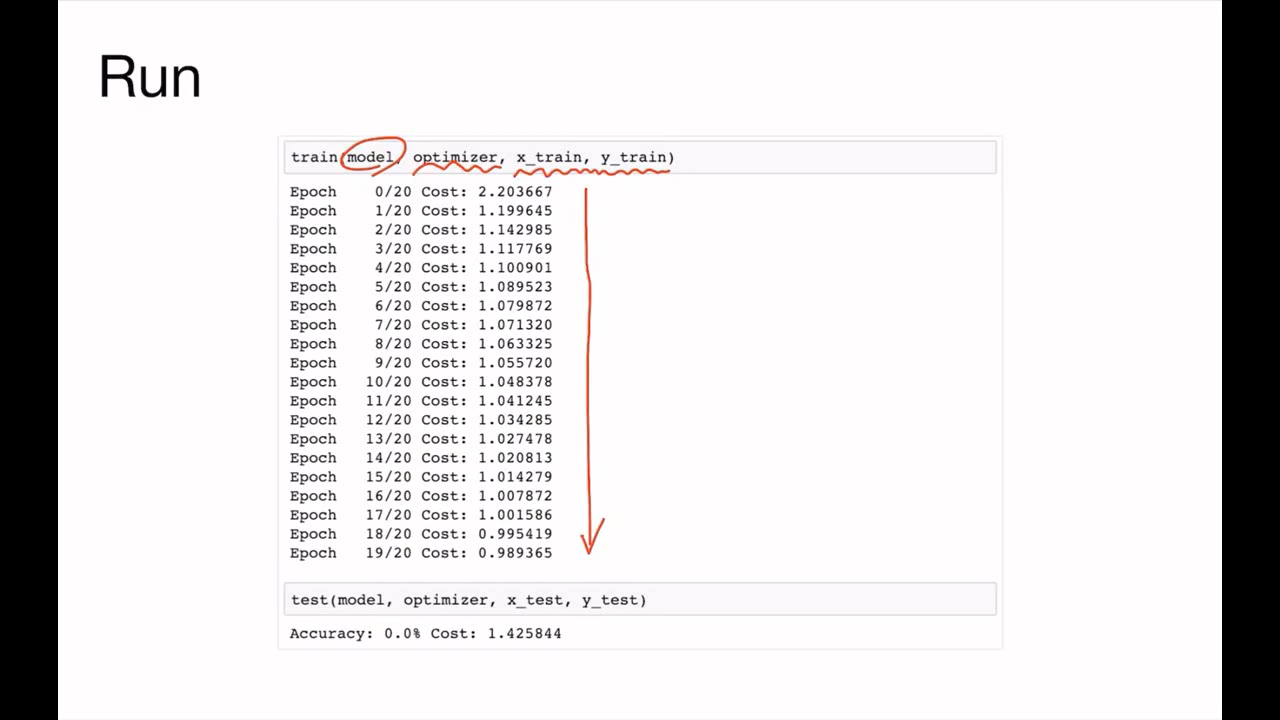 Run
train(model, optimizer, x_train, y_train)
Epoch 0/20 Cost: 2.203667
Epoch 1/20 Cost: 1.199645
Epoch 2/20 Cost: 1.142985
Epoch 3/20 Cost: 1.117769
Epoch 4/20 Cost: 1.100901
Epoch 5/20 Cost: 1.089523
Epoch 6/20 Cost: 1.079872
Epoch 7/20 Cost: 1.071320
Epoch 8/20 Cost: 1.063325
Epoch 9/20 Cost: 1.055720
Epoch 10/20 Cost: 1.048378
Epoch 11/20 Cost: 1.041245
Epoch 12/20 Cost: 1.034285
Epoch 13/20 Cost: 1.027478
Epoch 14/20 Cost: 1.020813
Epoch 15/20 Cost: 1.014279
Epoch 16/20 Cost: 1.007872
Epoch 17/20 Cost: 1.001586
Epoch 18/20 Cost: 0.995419
Epoch 19/20 Cost: 0.989365
test(model, optimizer, x_test, y_test)
Accuracy: 0.0% Cost: 1.425844